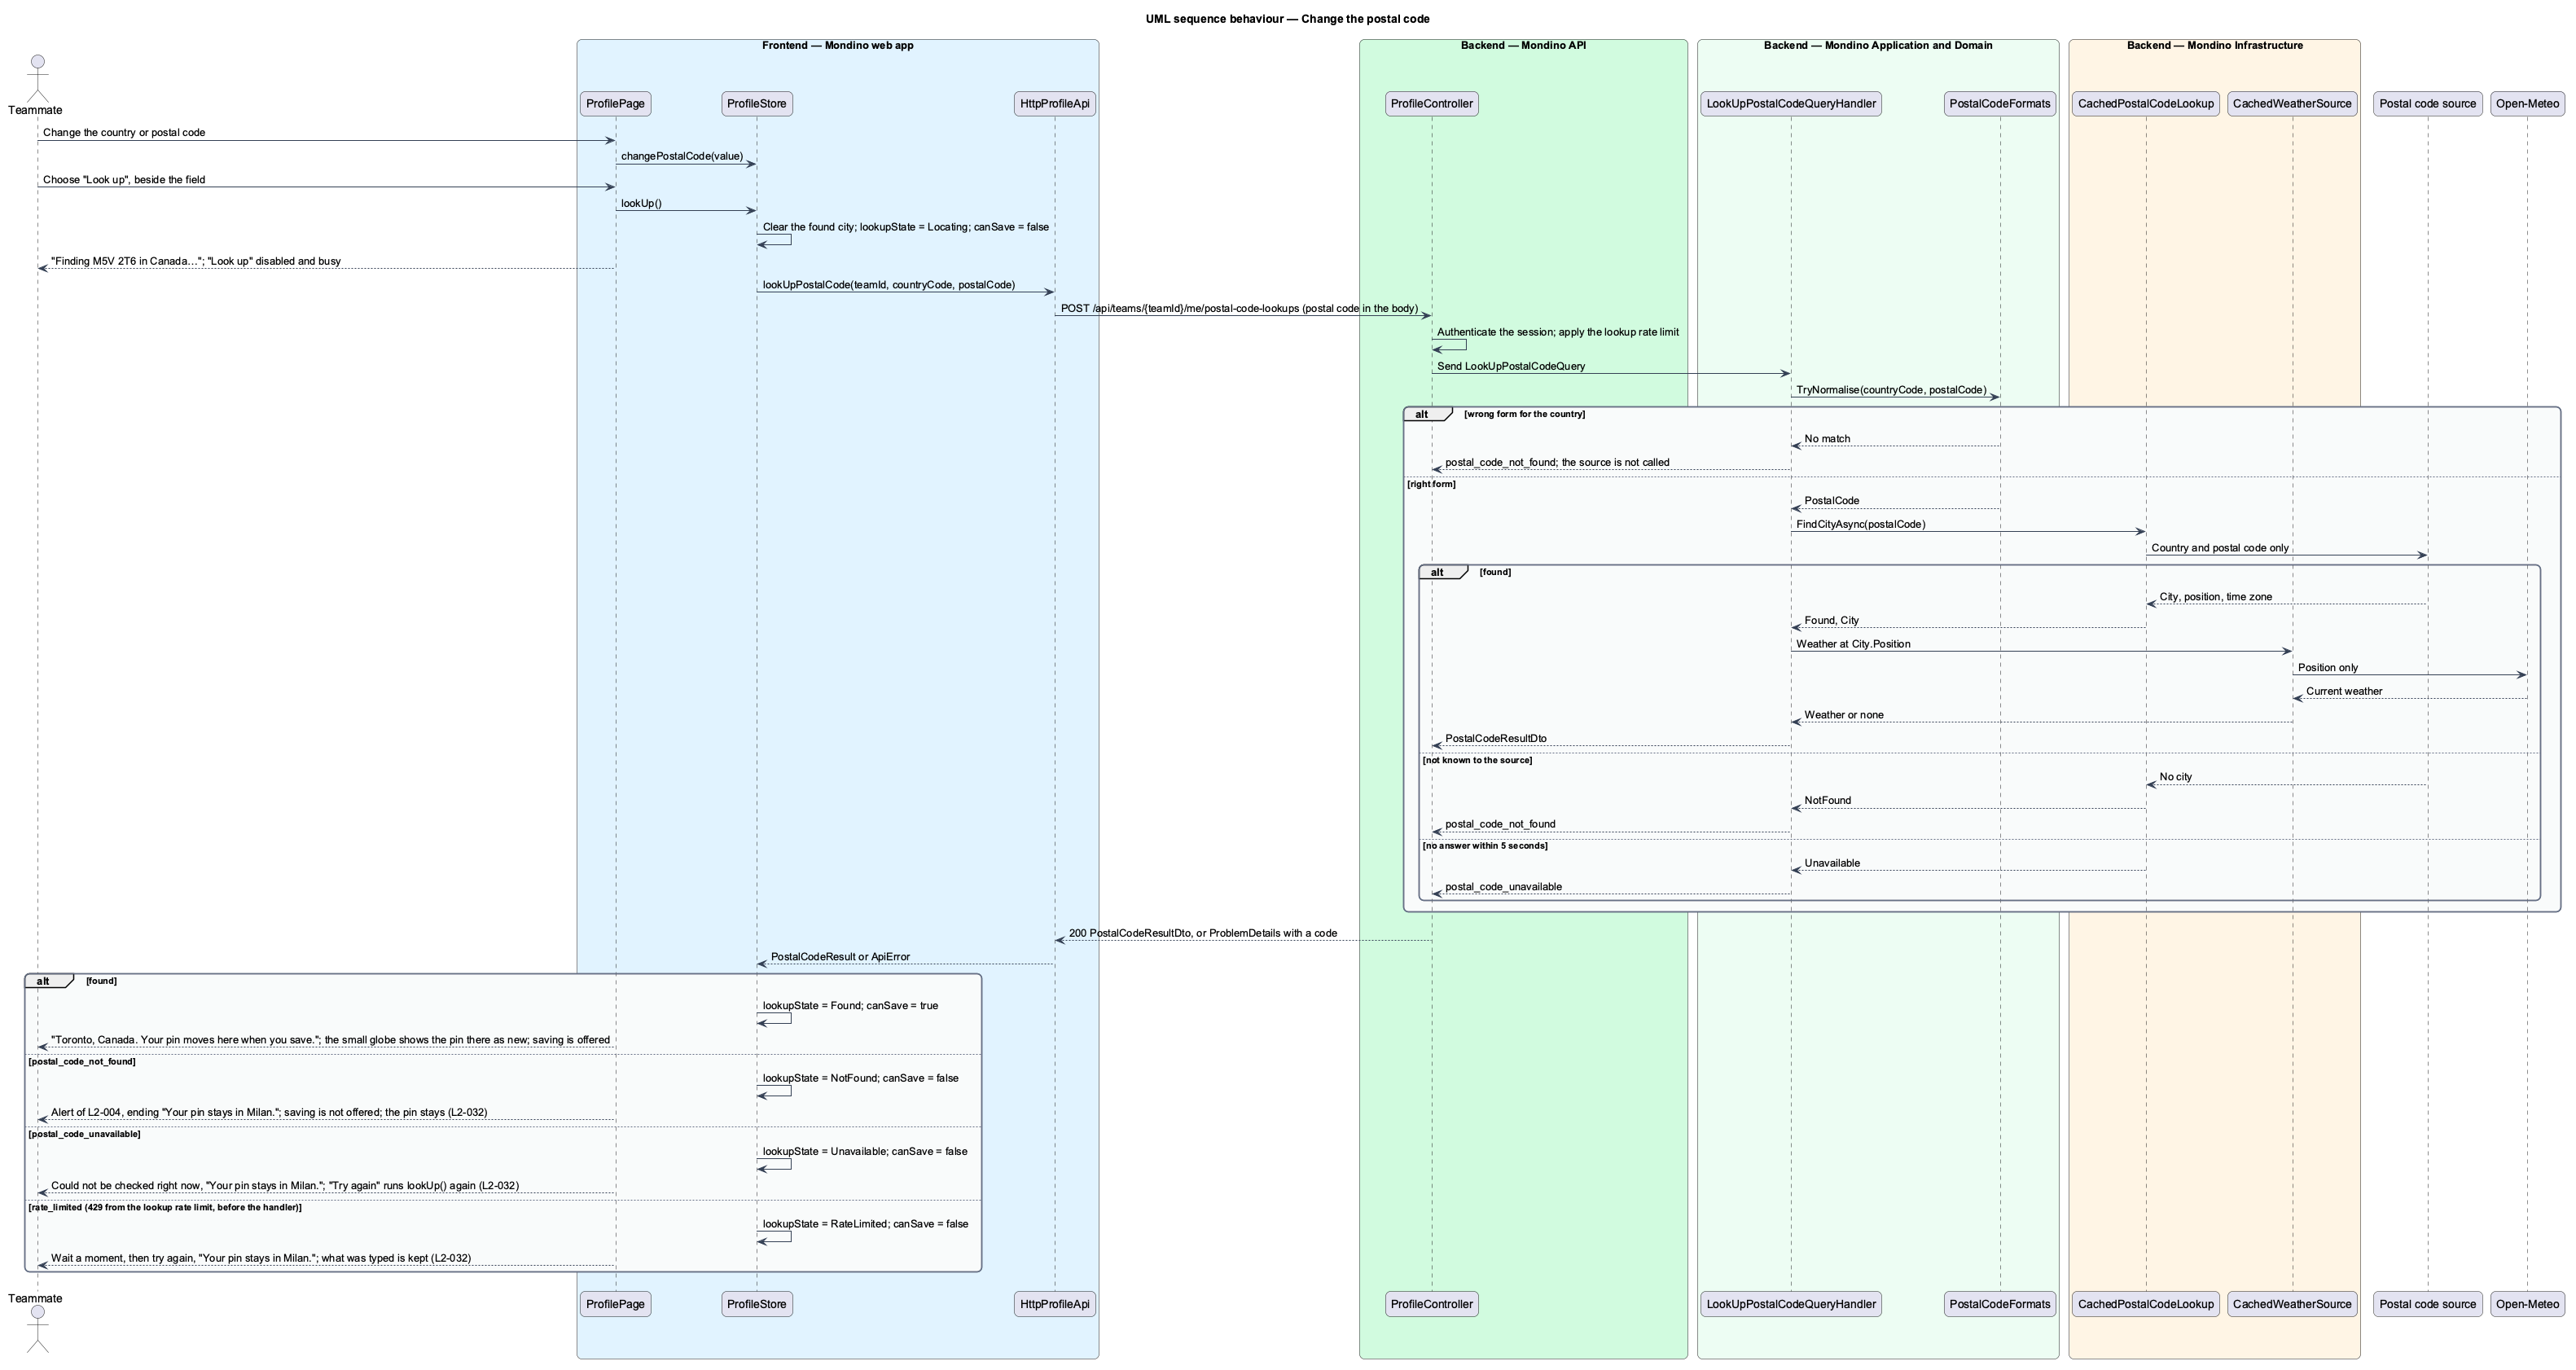 UML sequence behaviour — Change the postal code
Frontend — Mondino web app
Backend — Mondino API
Backend — Mondino Application and Domain
Backend — Mondino Infrastructure
Teammate
ProfilePage
ProfileStore
HttpProfileApi
ProfileController
LookUpPostalCodeQueryHandler
PostalCodeFormats
CachedPostalCodeLookup
CachedWeatherSource
Postal code source
Open-Meteo
Change the country or postal code
changePostalCode(value)
Choose "Look up", beside the field
lookUp()
Clear the found city; lookupState = Locating; canSave = false
"Finding M5V 2T6 in Canada…"; "Look up" disabled and busy
lookUpPostalCode(teamId, countryCode, postalCode)
POST /api/teams/{teamId}/me/postal-code-lookups (postal code in the body)
Authenticate the session; apply the lookup rate limit
Send LookUpPostalCodeQuery
TryNormalise(countryCode, postalCode)
alt [wrong form for the country]
No match
postal_code_not_found; the source is not called
[right form]
PostalCode
FindCityAsync(postalCode)
Country and postal code only
alt [found]
City, position, time zone
Found, City
Weather at City.Position
Position only
Current weather
Weather or none
PostalCodeResultDto
[not known to the source]
No city
NotFound
postal_code_not_found
[no answer within 5 seconds]
Unavailable
postal_code_unavailable
200 PostalCodeResultDto, or ProblemDetails with a code
PostalCodeResult or ApiError
alt [found]
lookupState = Found; canSave = true
"Toronto, Canada. Your pin moves here when you save."; the small globe shows the pin there as new; saving is offered
[postal_code_not_found]
lookupState = NotFound; canSave = false
Alert of L2-004, ending "Your pin stays in Milan."; saving is not offered; the pin stays (L2-032)
[postal_code_unavailable]
lookupState = Unavailable; canSave = false
Could not be checked right now, "Your pin stays in Milan."; "Try again" runs lookUp() again (L2-032)
[rate_limited (429 from the lookup rate limit, before the handler)]
lookupState = RateLimited; canSave = false
Wait a moment, then try again, "Your pin stays in Milan."; what was typed is kept (L2-032)
Teammate
ProfilePage
ProfileStore
HttpProfileApi
ProfileController
LookUpPostalCodeQueryHandler
PostalCodeFormats
CachedPostalCodeLookup
CachedWeatherSource
Postal code source
Open-Meteo